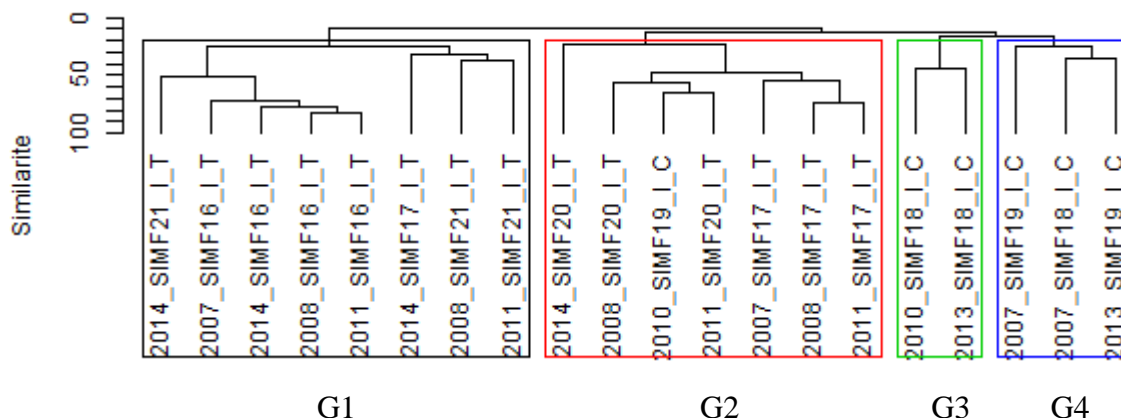 0
50
100
Similarite
2014_SIMF21_I_T
2007_SIMF16_I_T
2014_SIMF16_I_T
2008_SIMF16_I_T
2011_SIMF16_I_T
2014_SIMF17_I_T
2008_SIMF21_I_T
2011_SIMF21_I_T
2014_SIMF20_I_T
2008_SIMF20_I_T
2010_SIMF19_I_C
2011_SIMF20_I_T
2007_SIMF17_I_T
2008_SIMF17_I_T
2011_SIMF17_I_T
2010_SIMF18_I_C
2013_SIMF18_I_C
2007_SIMF19_I_C
2007_SIMF18_I_C
2013_SIMF19_I_C
G1 G2 G3 G4